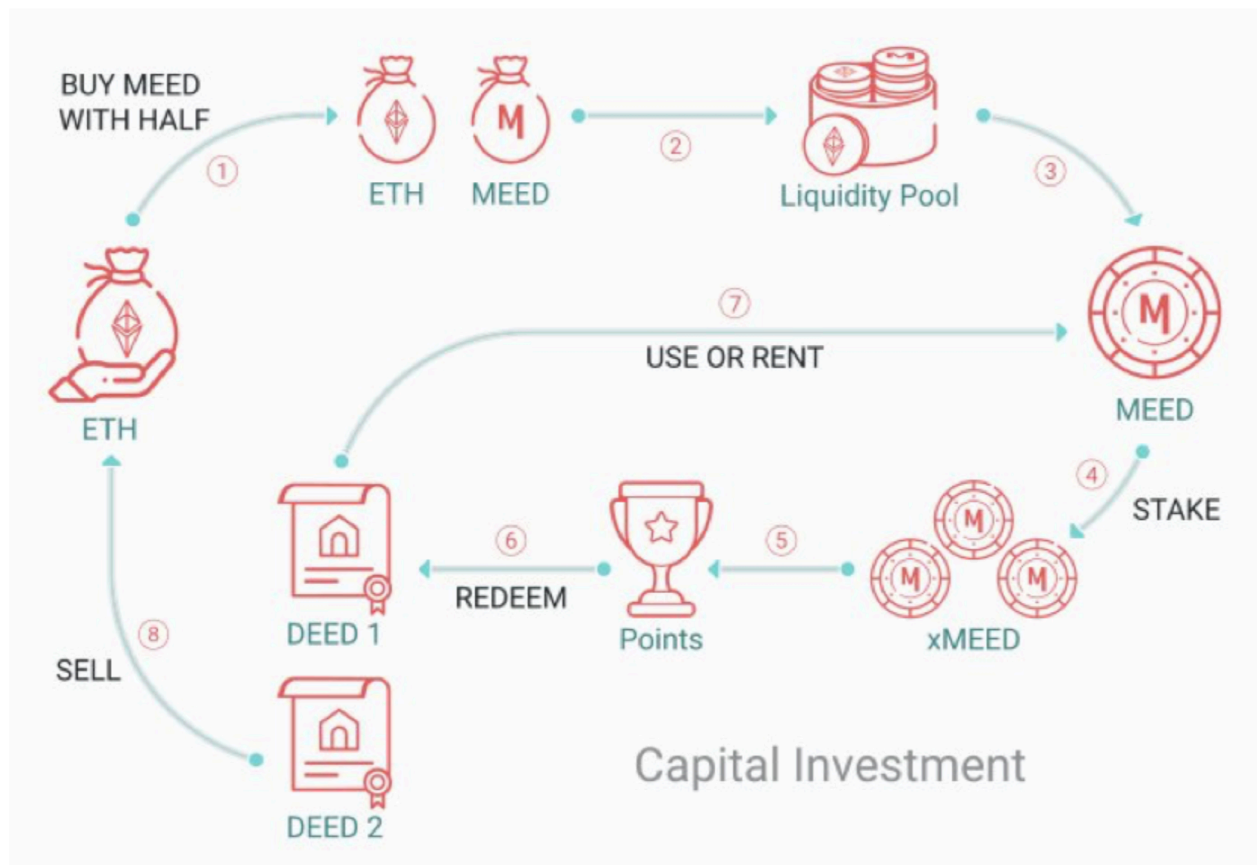 BUY MEED
WITH HALF
1
ETH
M
MEED
2
Liquidity Pool
3
ETH
7
USE OR RENT
M
MEED
4
STAKE
DEED 1
6
REDEEM
Points
5
M
M
M
xMEED
8
SELL
DEED 2
Capital Investment